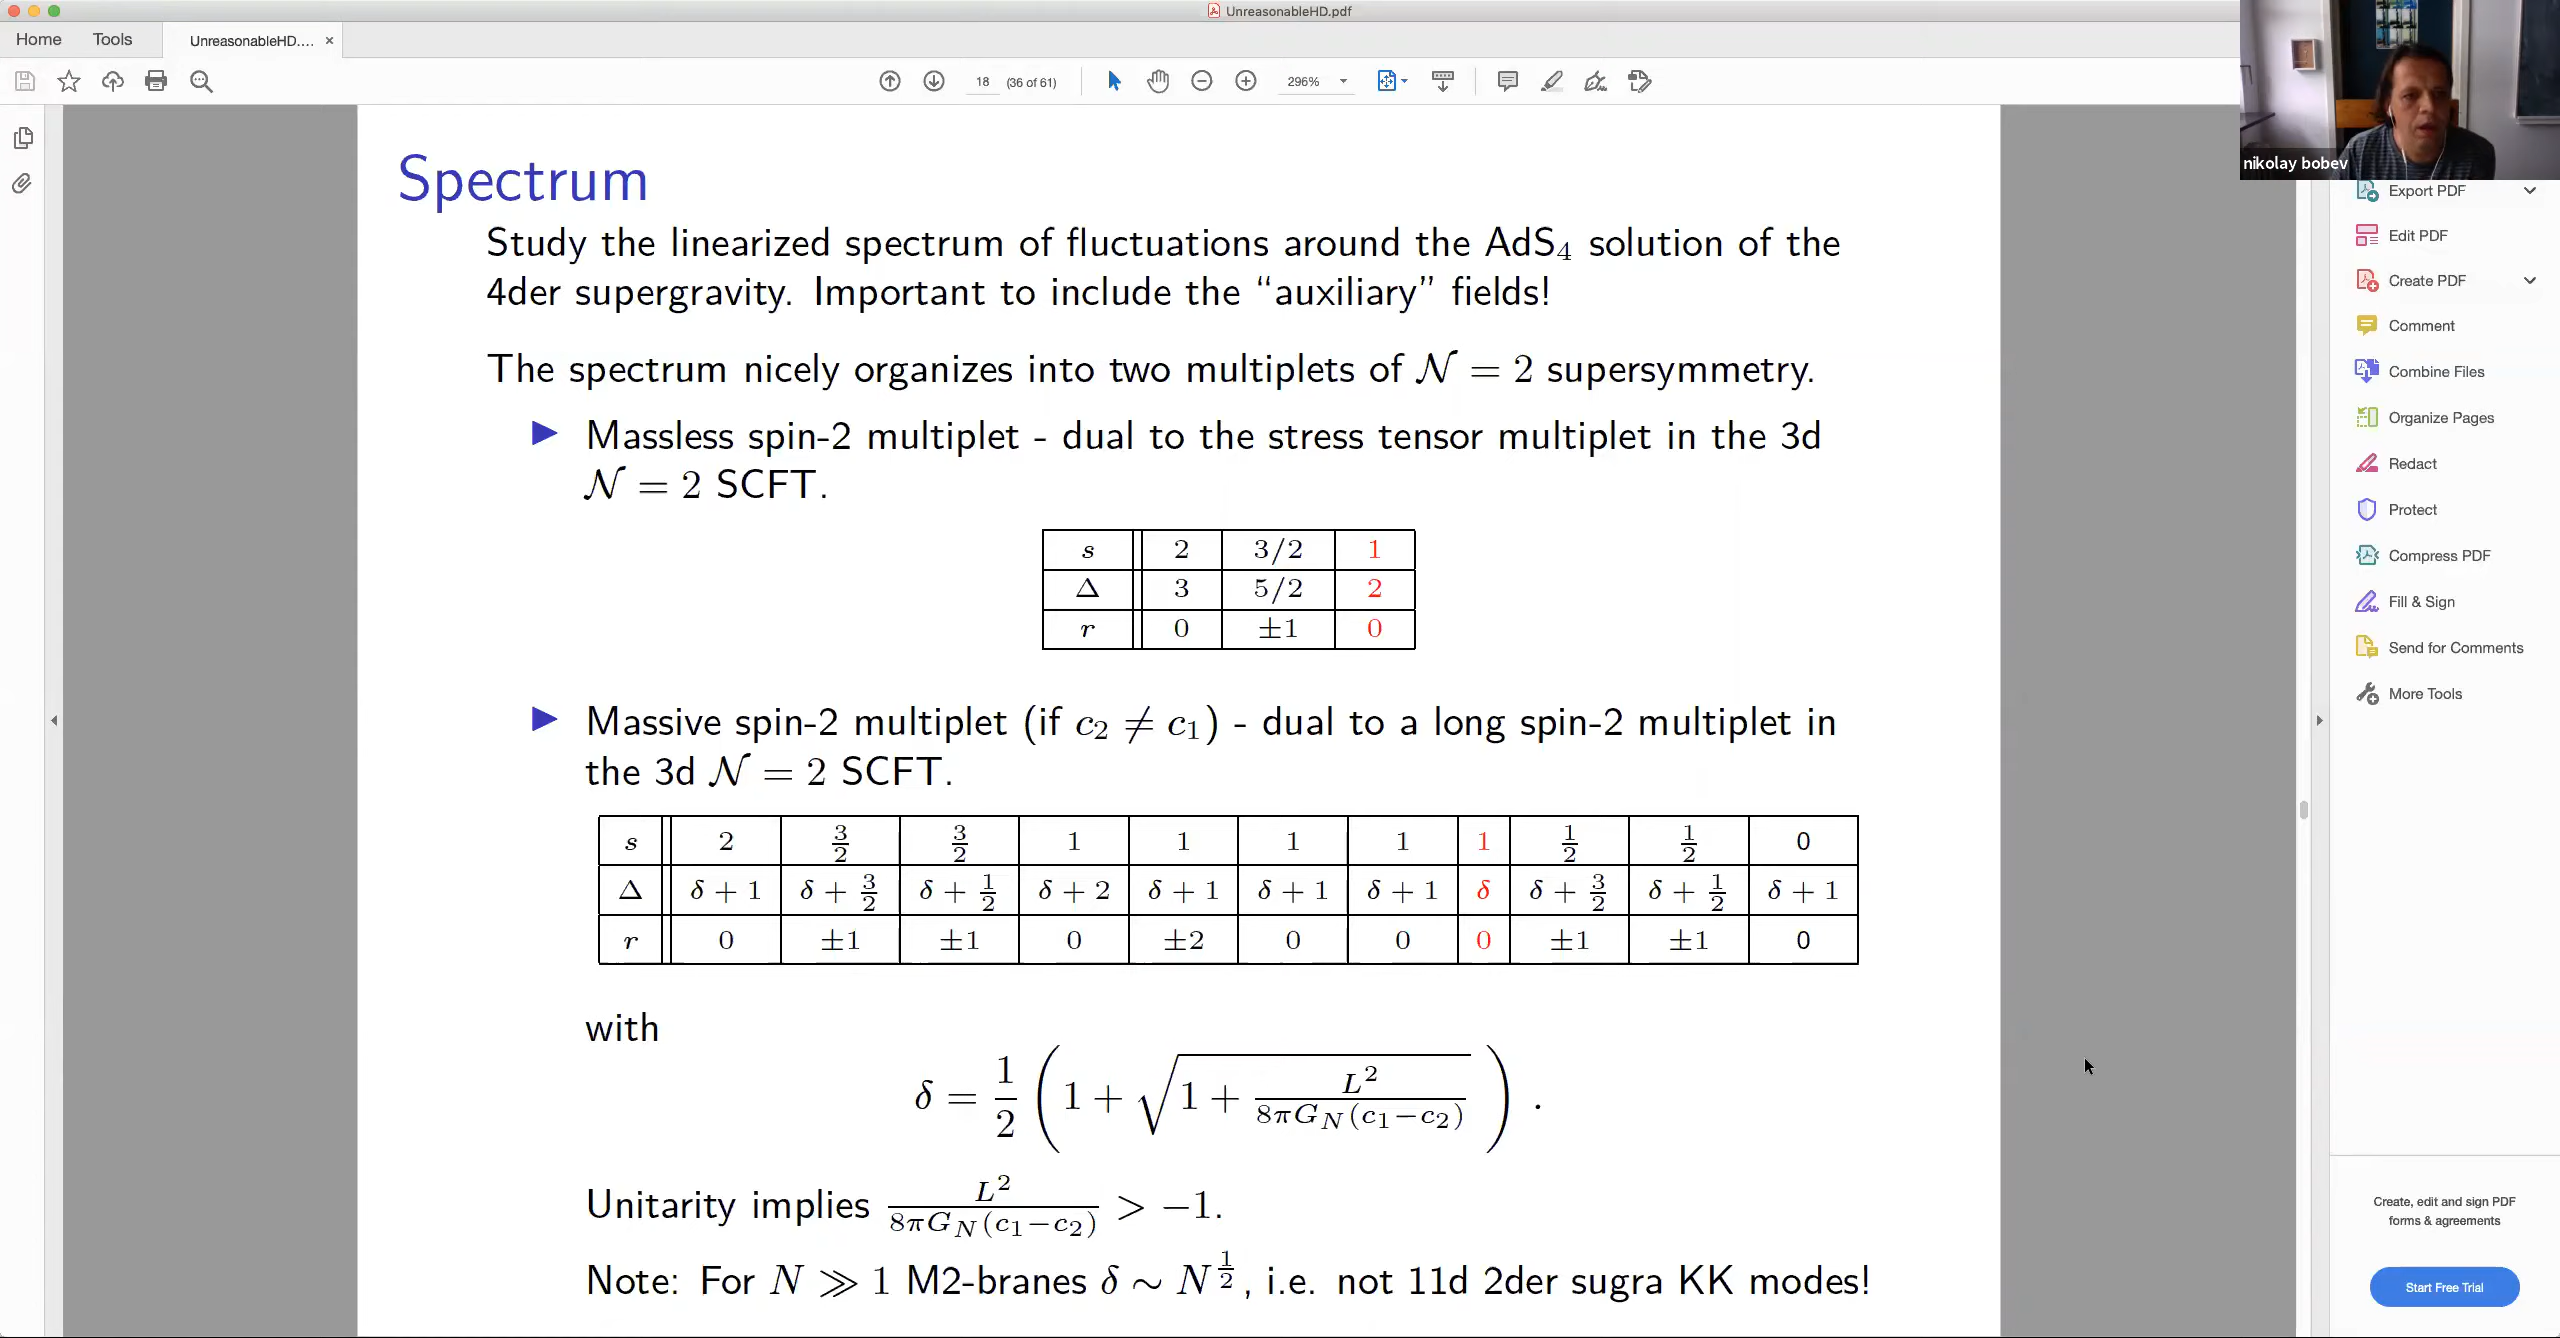 UnreasonableHD.pdf
Home Tools UnreasonableHD.... ×
18 (36 of 61) 296%
nikolay bobev
Spectrum
Study the linearized spectrum of fluctuations around the AdS₄ solution of the
4der supergravity. Important to include the “auxiliary” fields!
The spectrum nicely organizes into two multiplets of 𝒩 = 2 supersymmetry.
▶ Massless spin-2 multiplet - dual to the stress tensor multiplet in the 3d
𝒩 = 2 SCFT.
s 2 3/2 1
Δ 3 5/2 2
r 0 ±1 0
▶ Massive spin-2 multiplet (if c₂ ≠ c₁) - dual to a long spin-2 multiplet in
the 3d 𝒩 = 2 SCFT.
s 2 3/2 3/2 1 1 1 1 1 1/2 1/2 0
Δ δ + 1 δ + 3/2 δ + 1/2 δ + 2 δ + 1 δ + 1 δ + 1 δ δ + 3/2 δ + 1/2 δ + 1
r 0 ±1 ±1 0 ±2 0 0 0 ±1 ±1 0
with
δ = 1/2 (1 + √(1 + L²/(8πG_N(c₁−c₂)))) .
Unitarity implies L²/(8πG_N(c₁−c₂)) > −1.
Note: For N ≫ 1 M2-branes δ ∼ N^(1/2), i.e. not 11d 2der sugra KK modes!
Export PDF
Edit PDF
Create PDF
Comment
Combine Files
Organize Pages
Redact
Protect
Compress PDF
Fill & Sign
Send for Comments
More Tools
Create, edit and sign PDF
forms & agreements
Start Free Trial